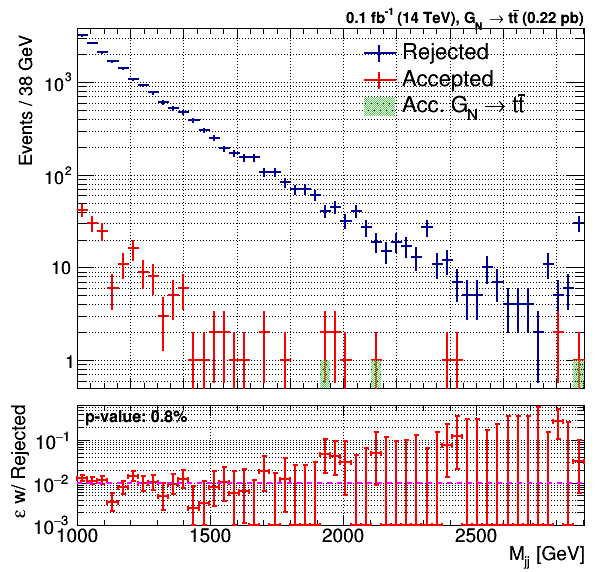 0.1 fb⁻¹ (14 TeV), G_N → tt̄ (0.22 pb)
Events / 38 GeV
Rejected
Accepted
Acc. G_N → tt̄
10³
10²
10
1
p-value: 0.8%
ε w/ Rejected
10⁻¹
10⁻²
10⁻³
1000 1500 2000 2500
M_jj [GeV]